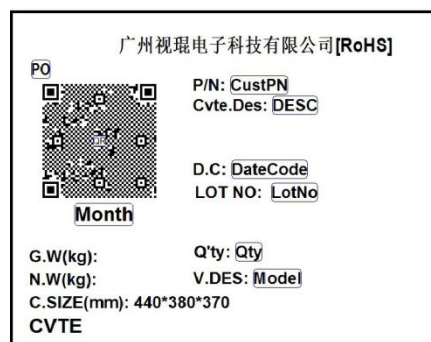 广州视琨电子科技有限公司[RoHS]
PO
P/N: CustPN
Cvte.Des: DESC
D.C: DateCode
LOT NO: LotNo
Month
G.W(kg):
Q'ty: Qty
N.W(kg):
V.DES: Model
C.SIZE(mm): 440*380*370
CVTE